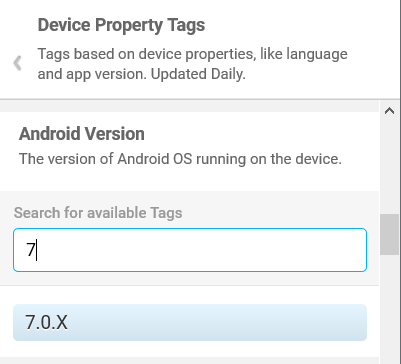 Device Property Tags
Tags based on device properties, like language
and app version. Updated Daily.
Android Version
The version of Android OS running on the device.
Search for available Tags
7
7.0.X